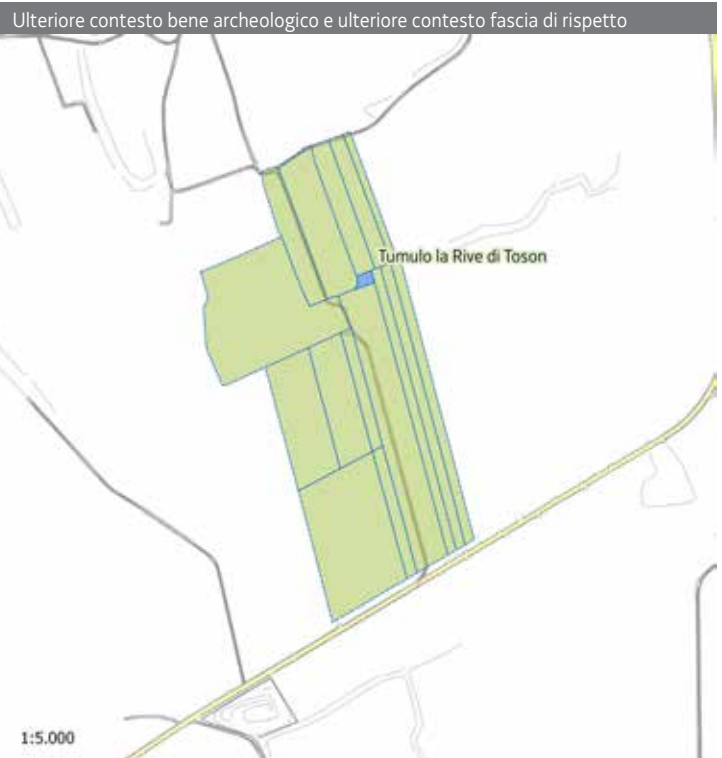 Ulteriore contesto bene archeologico e ulteriore contesto fascia di rispetto
Tumulo la Rive di Toson
1:5.000